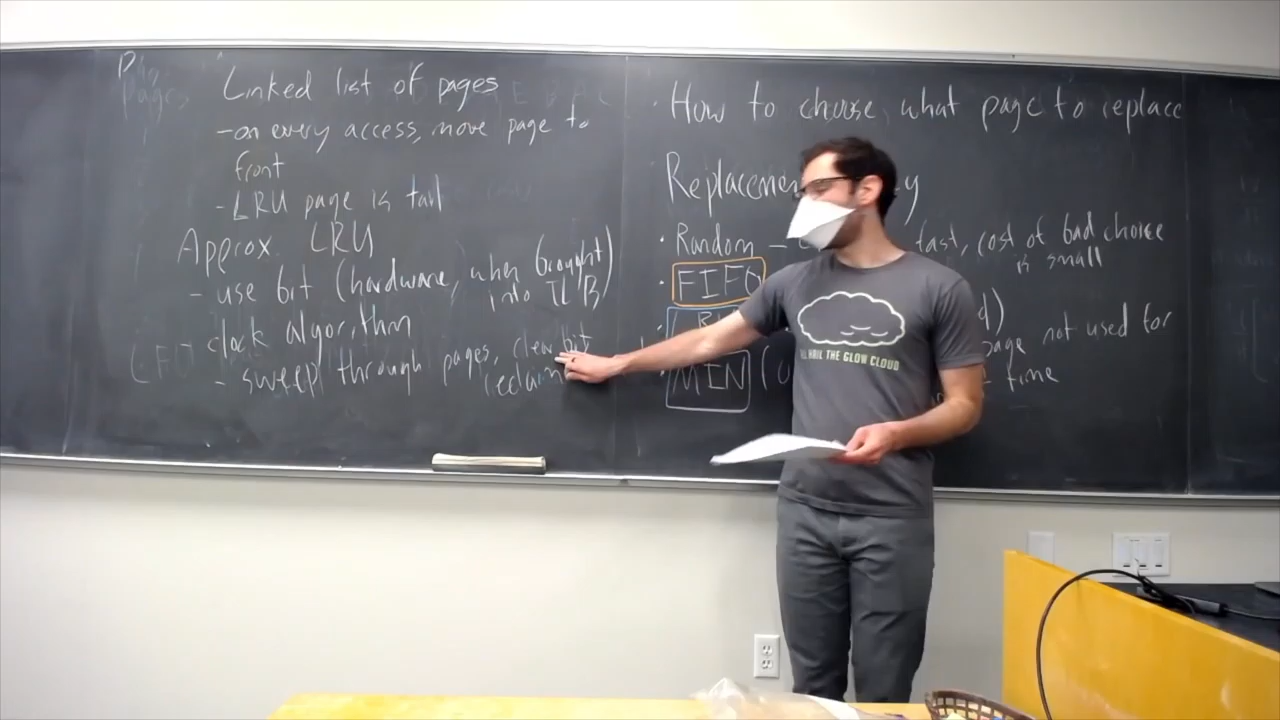 Pages
Linked list of pages
- on every access, move page to
front
- LRU page is tail
Approx. LRU
- use bit (hardware, when brought
into TLB)
- clock algorithm
- sweep through pages, clear bit
reclaim
· How to choose what page to replace
Replacement
· Random – fast, cost of bad choice
is small
· FIFO
page not used for
· MIN time
HAIL THE GLOW CLOUD